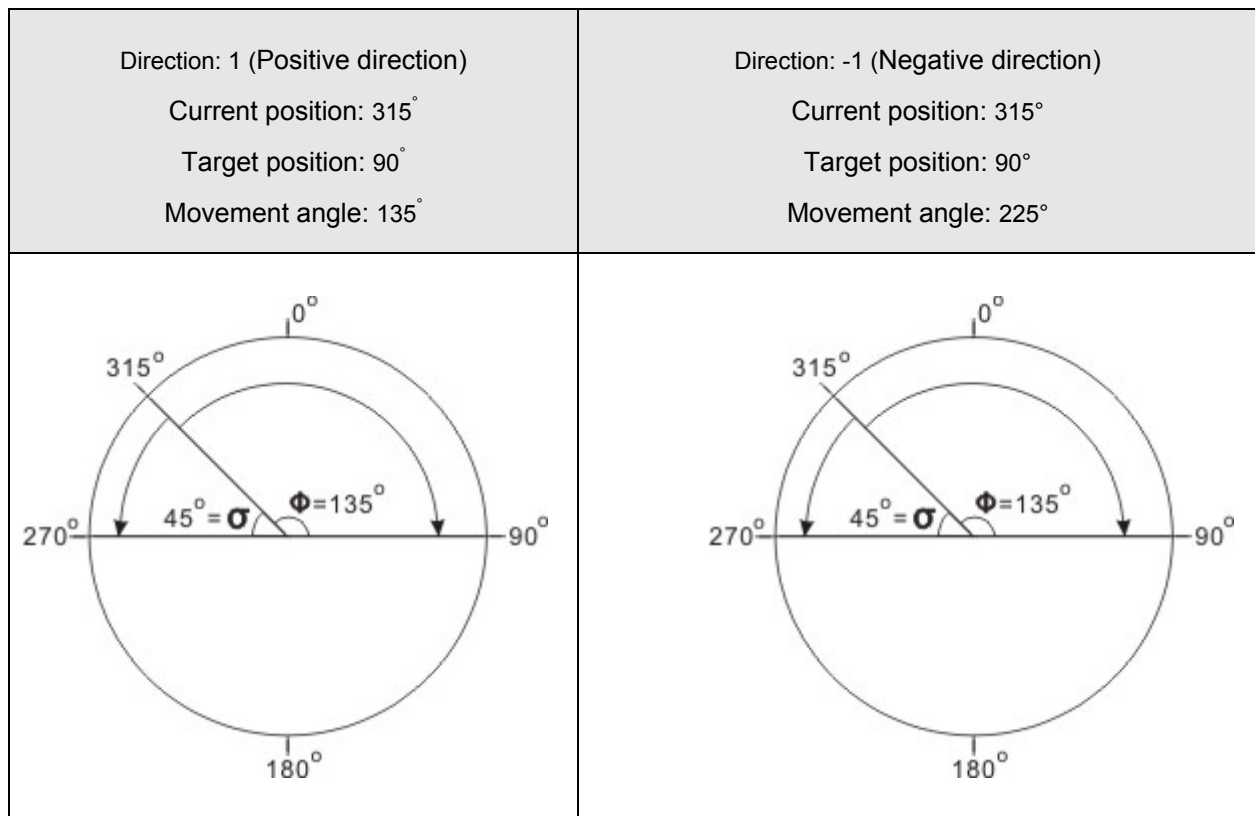 Direction: 1 (Positive direction)
Current position: 315°
Target position: 90°
Movement angle: 135°
Direction: -1 (Negative direction)
Current position: 315°
Target position: 90°
Movement angle: 225°
0°
315°
45°=σ
Φ=135°
270°
90°
180°
0°
315°
45°=σ
Φ=135°
270°
90°
180°